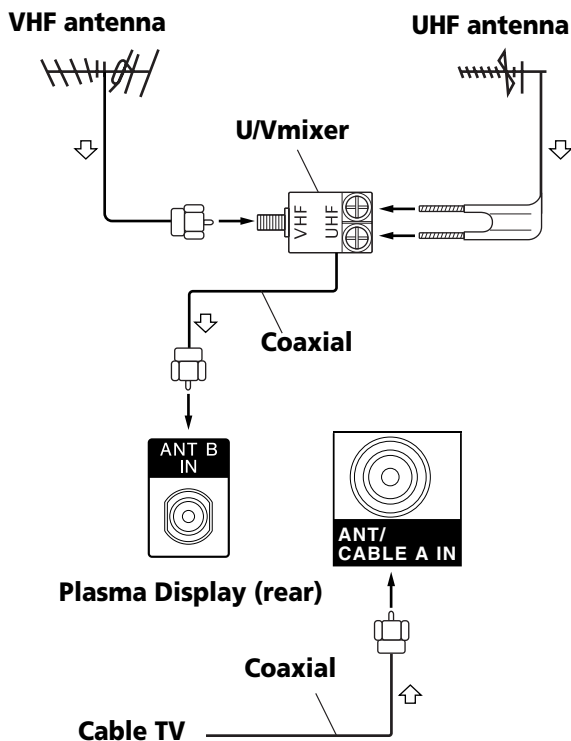 VHF antenna
UHF antenna
U/Vmixer
VHF
UHF
Coaxial
ANT B
IN
ANT/
CABLE A IN
Plasma Display (rear)
Coaxial
Cable TV